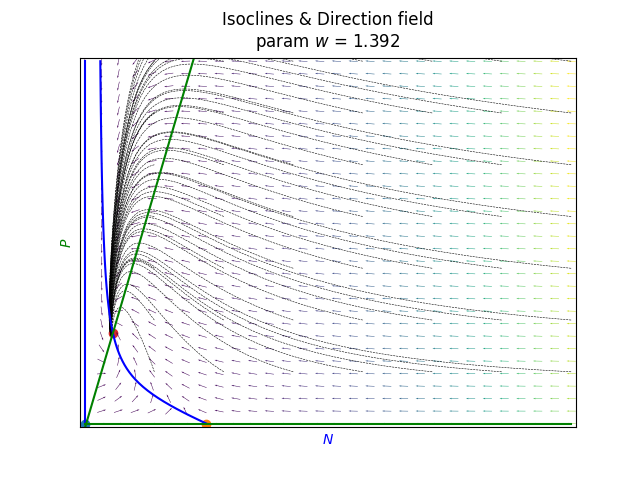 Isoclines & Direction field
param w = 1.392
P
N